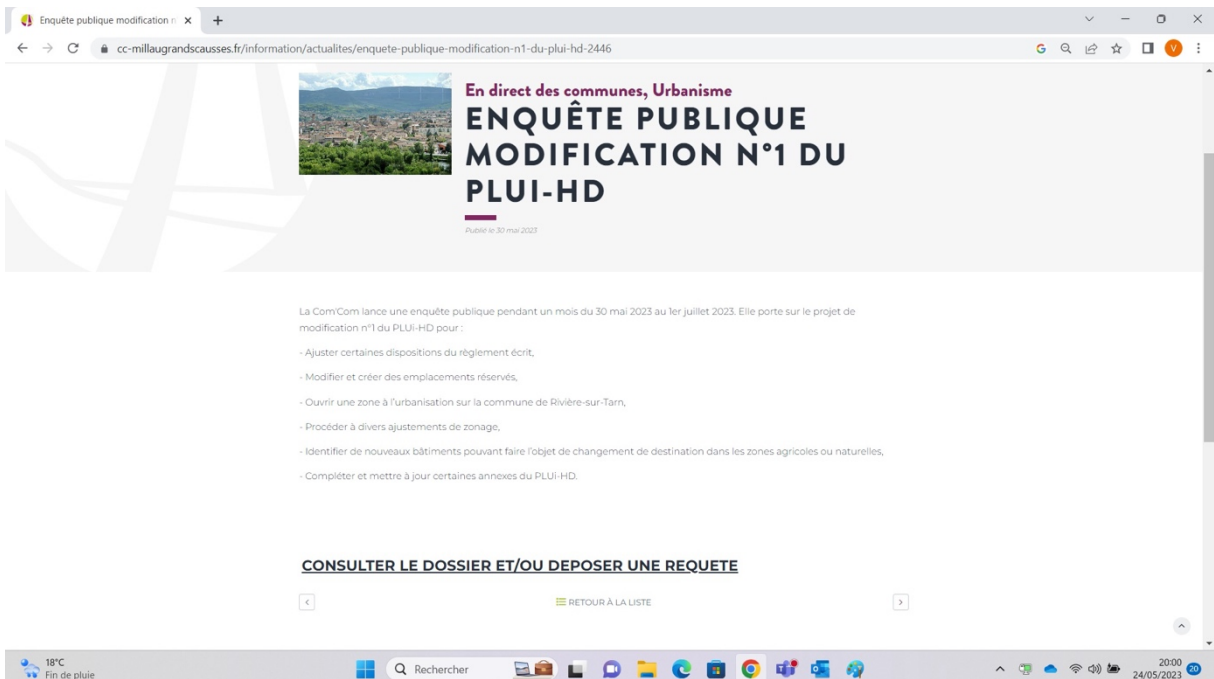 Enquête publique modification n
cc-millaugrandscausses.fr/information/actualites/enquete-publique-modification-n1-du-plui-hd-2446
V
En direct des communes, Urbanisme
ENQUÊTE PUBLIQUE
MODIFICATION N°1 DU
PLUI-HD
Publié le 30 mai 2023
La Com'Com lance une enquête publique pendant un mois du 30 mai 2023 au 1er juillet 2023. Elle porte sur le projet de
modification n°1 du PLUi-HD pour :
- Ajuster certaines dispositions du règlement écrit,
- Modifier et créer des emplacements réservés,
- Ouvrir une zone à l'urbanisation sur la commune de Rivière-sur-Tarn,
- Procéder à divers ajustements de zonage,
- Identifier de nouveaux bâtiments pouvant faire l'objet de changement de destination dans les zones agricoles ou naturelles,
- Compléter et mettre à jour certaines annexes du PLUi-HD.
CONSULTER LE DOSSIER ET/OU DEPOSER UNE REQUETE
RETOUR À LA LISTE
18°C
Fin de pluie
Rechercher
20:00
24/05/2023
20